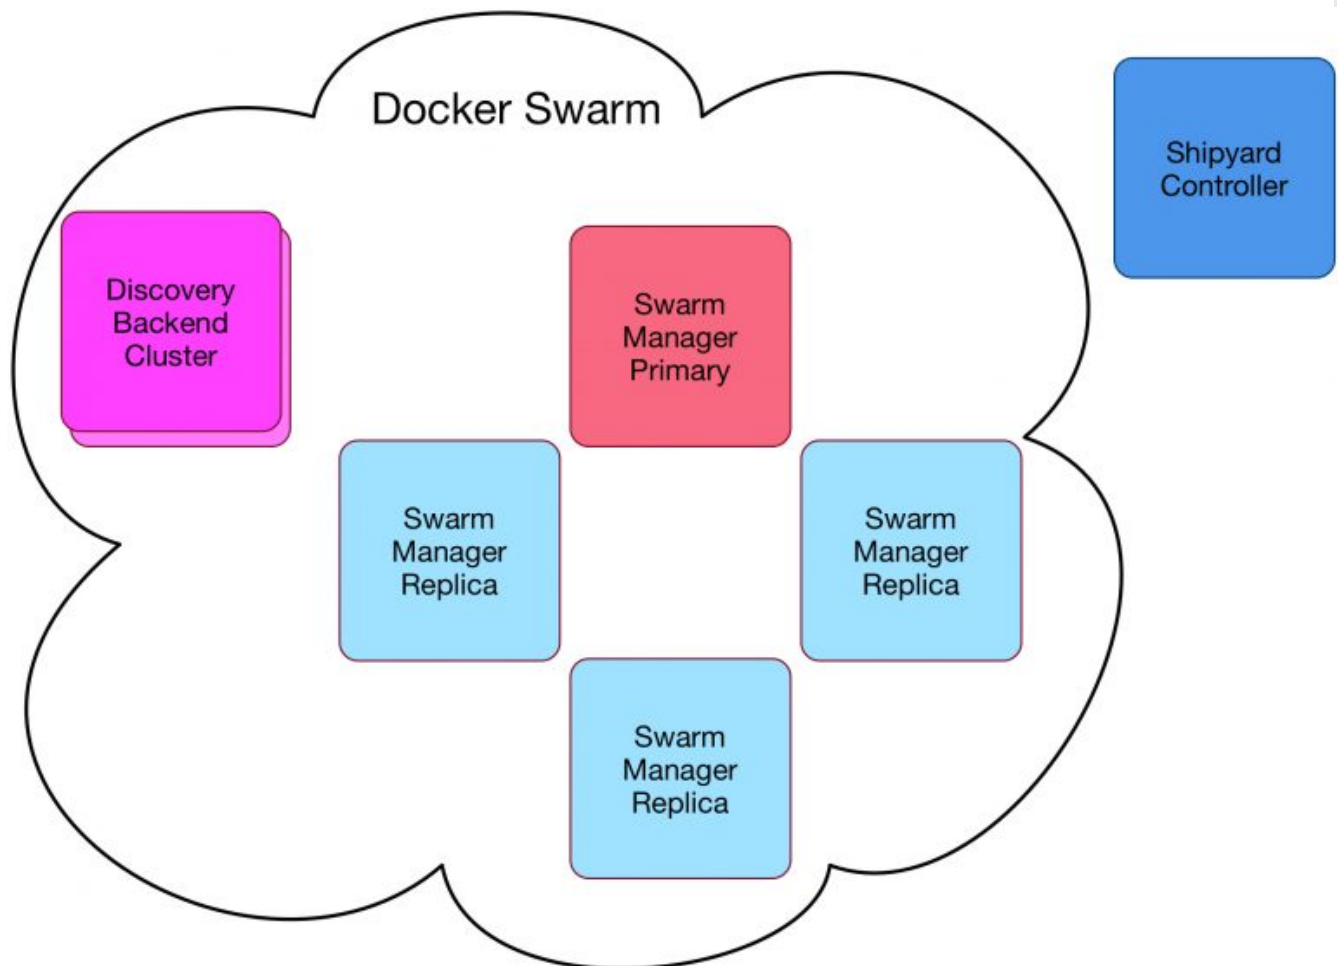 Docker Swarm
Shipyard
Controller
Discovery
Backend
Cluster
Swarm
Manager
Primary
Swarm
Manager
Replica
Swarm
Manager
Replica
Swarm
Manager
Replica